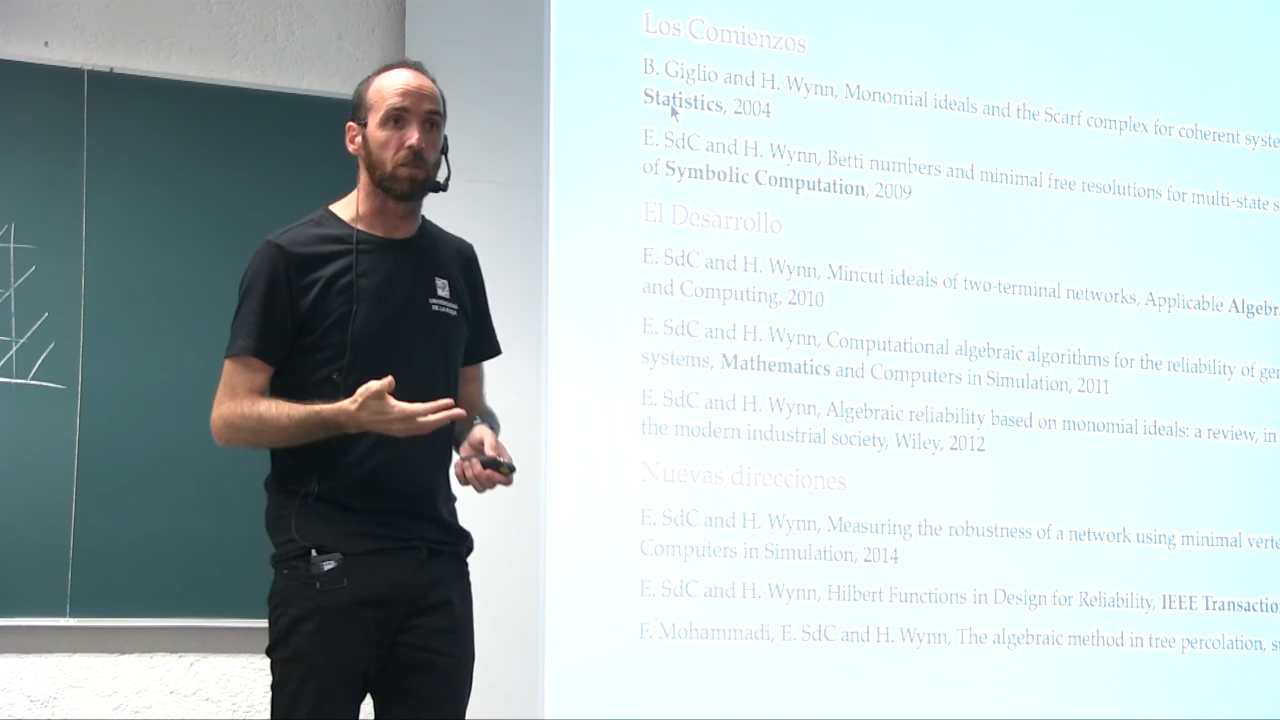 Los Comienzos
B. Giglio and H. Wynn, Monomial ideals and the Scarf complex for coherent syste
Statistics, 2004
E. SdC and H. Wynn, Betti numbers and minimal free resolutions for multi-state s
of Symbolic Computation, 2009
El Desarrollo
E. SdC and H. Wynn, Mincut ideals of two-terminal networks, Applicable Algebr
and Computing, 2010
E. SdC and H. Wynn, Computational algebraic algorithms for the reliability of gen
systems, Mathematics and Computers in Simulation, 2011
E. SdC and H. Wynn, Algebraic reliability based on monomial ideals: a review, in
the modern industrial society, Wiley, 2012
Nuevas direcciones
E. SdC and H. Wynn, Measuring the robustness of a network using minimal verte
Computers in Simulation, 2014
E. SdC and H. Wynn, Hilbert Functions in Design for Reliability, IEEE Transactio
F. Mohammadi, E. SdC and H. Wynn, The algebraic method in tree percolation, su
UNIVERSIDAD
DE LA RIOJA